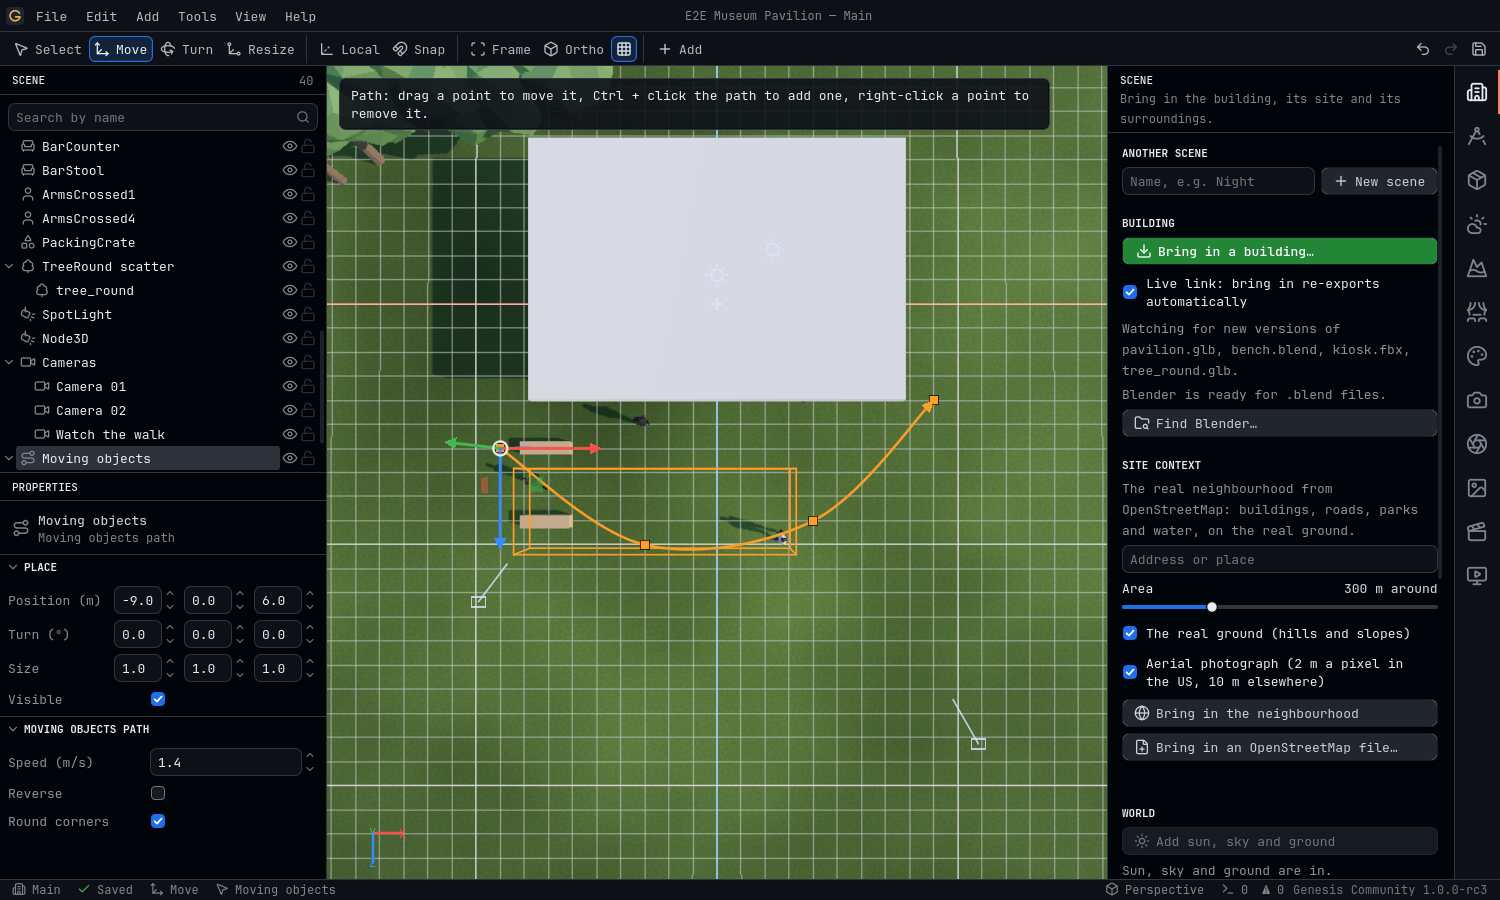 File Edit Add Tools View Help
E2E Museum Pavilion — Main
Select Move Turn Resize Local Snap Frame Ortho Add
SCENE 40
Search by name
BarCounter
BarStool
ArmsCrossed1
ArmsCrossed4
PackingCrate
TreeRound scatter
tree_round
SpotLight
Node3D
Cameras
Camera 01
Camera 02
Watch the walk
Moving objects
PROPERTIES
Moving objects
Moving objects path
PLACE
Position (m) -9.0 0.0 6.0
Turn (°) 0.0 0.0 0.0
Size 1.0 1.0 1.0
Visible
MOVING OBJECTS PATH
Speed (m/s) 1.4
Reverse
Round corners
Path: drag a point to move it, Ctrl + click the path to add one, right-click a point to
remove it.
Y
X
Z
SCENE
Bring in the building, its site and its
surroundings.
ANOTHER SCENE
Name, e.g. Night New scene
BUILDING
Bring in a building…
Live link: bring in re-exports
automatically
Watching for new versions of
pavilion.glb, bench.blend, kiosk.fbx,
tree_round.glb.
Blender is ready for .blend files.
Find Blender…
SITE CONTEXT
The real neighbourhood from
OpenStreetMap: buildings, roads, parks
and water, on the real ground.
Address or place
Area 300 m around
The real ground (hills and slopes)
Aerial photograph (2 m a pixel in
the US, 10 m elsewhere)
Bring in the neighbourhood
Bring in an OpenStreetMap file…
WORLD
Add sun, sky and ground
Sun, sky and ground are in.
Main Saved Move Moving objects
Perspective 0 0 Genesis Community 1.0.0-rc3